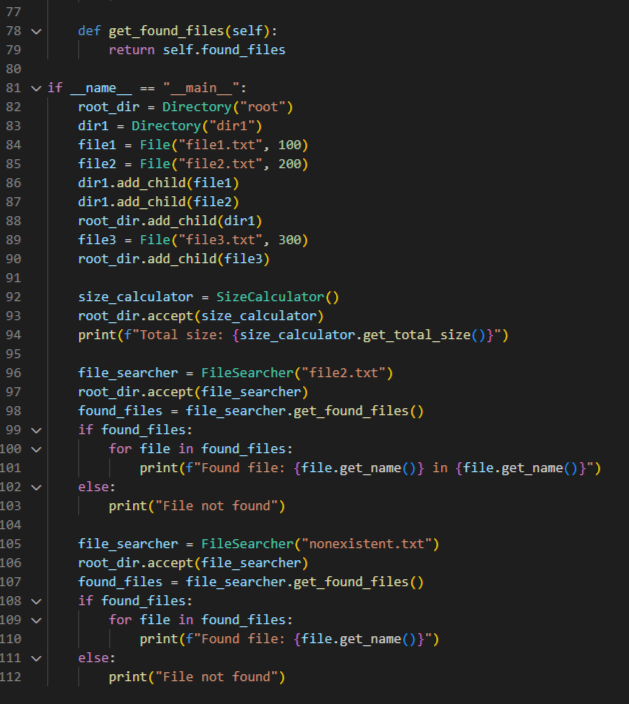 77
78 def get_found_files(self):
79 return self.found_files
80
81 if __name__ == "__main__":
82 root_dir = Directory("root")
83 dir1 = Directory("dir1")
84 file1 = File("file1.txt", 100)
85 file2 = File("file2.txt", 200)
86 dir1.add_child(file1)
87 dir1.add_child(file2)
88 root_dir.add_child(dir1)
89 file3 = File("file3.txt", 300)
90 root_dir.add_child(file3)
91
92 size_calculator = SizeCalculator()
93 root_dir.accept(size_calculator)
94 print(f"Total size: {size_calculator.get_total_size()}")
95
96 file_searcher = FileSearcher("file2.txt")
97 root_dir.accept(file_searcher)
98 found_files = file_searcher.get_found_files()
99 if found_files:
100 for file in found_files:
101 print(f"Found file: {file.get_name()} in {file.get_name()}")
102 else:
103 print("File not found")
104
105 file_searcher = FileSearcher("nonexistent.txt")
106 root_dir.accept(file_searcher)
107 found_files = file_searcher.get_found_files()
108 if found_files:
109 for file in found_files:
110 print(f"Found file: {file.get_name()}")
111 else:
112 print("File not found")